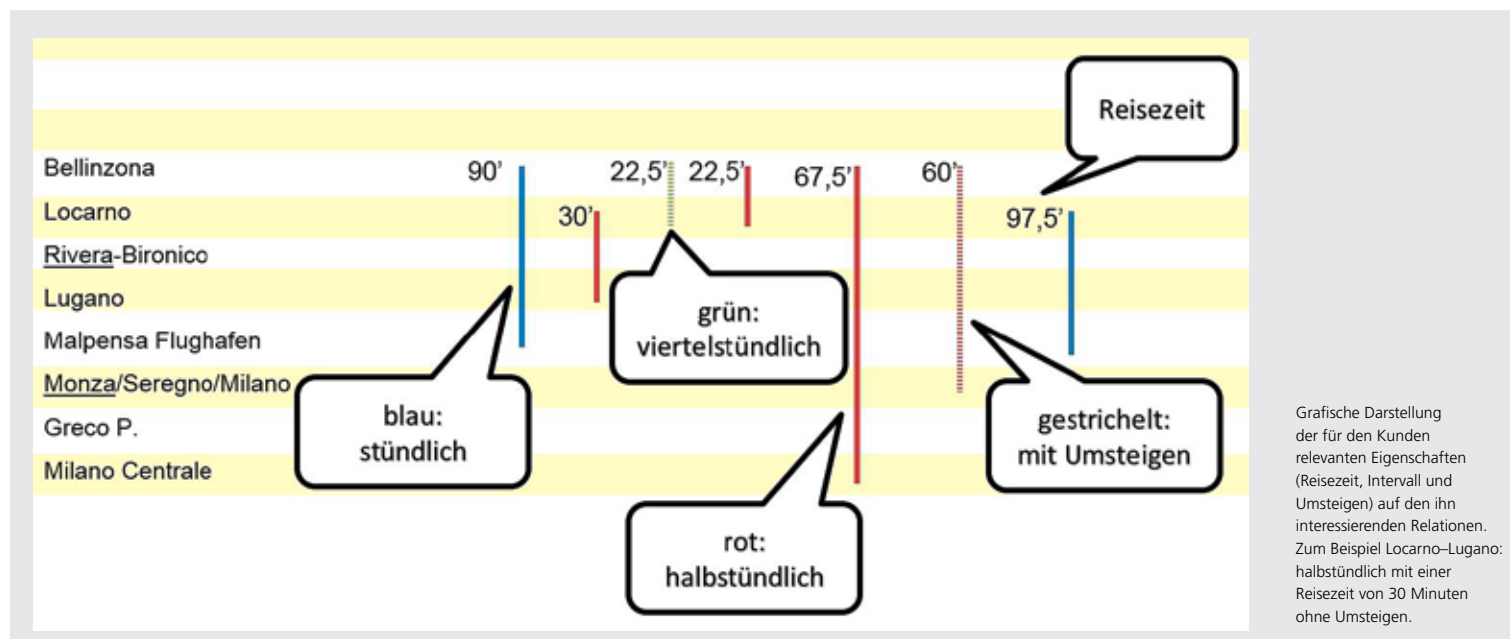 Reisezeit
Bellinzona
90’
22,5’
22,5’
67,5’
60’
Locarno
30’
97,5’
Rivera-Bironico
Lugano
grün:
viertelstündlich
Malpensa Flughafen
Monza/Seregno/Milano
Greco P.
Milano Centrale
blau:
stündlich
gestrichelt:
mit Umsteigen
rot:
halbstündlich
Grafische Darstellung
der für den Kunden
relevanten Eigenschaften
(Reisezeit, Intervall und
Umsteigen) auf den ihn
interessierenden Relationen.
Zum Beispiel Locarno–Lugano:
halbstündlich mit einer
Reisezeit von 30 Minuten
ohne Umsteigen.